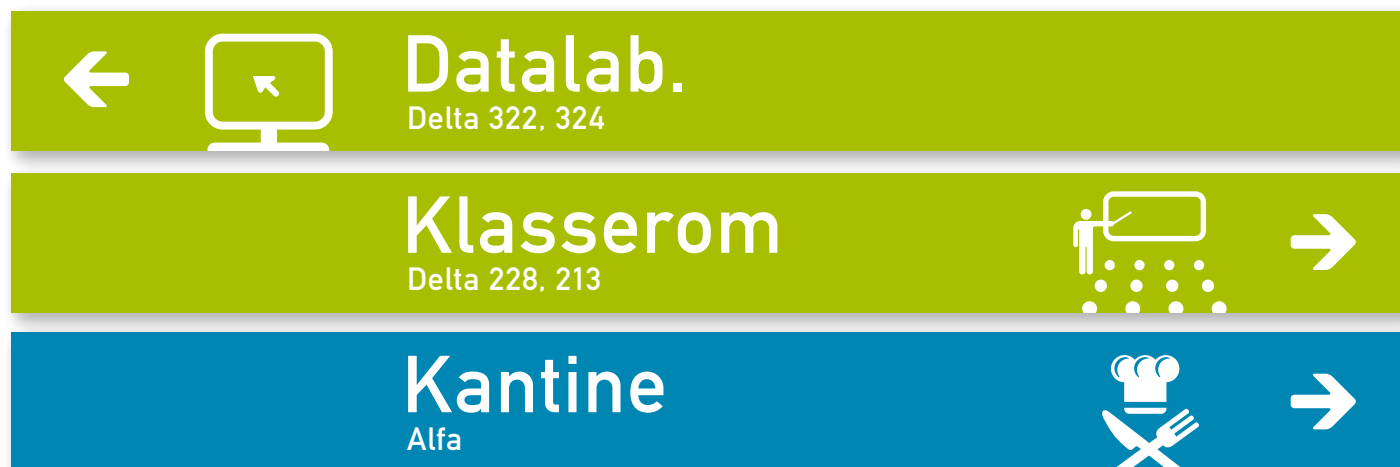 Datalab.
Delta 322, 324
Klasserom
Delta 228, 213
Kantine
Alfa